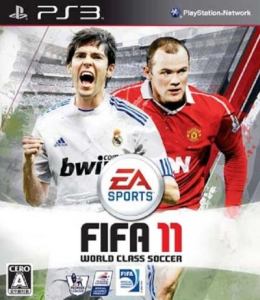 PS3
PlayStation Network
bwin
EA
SPORTS
FIFA 11
WORLD CLASS SOCCER
CERO
A